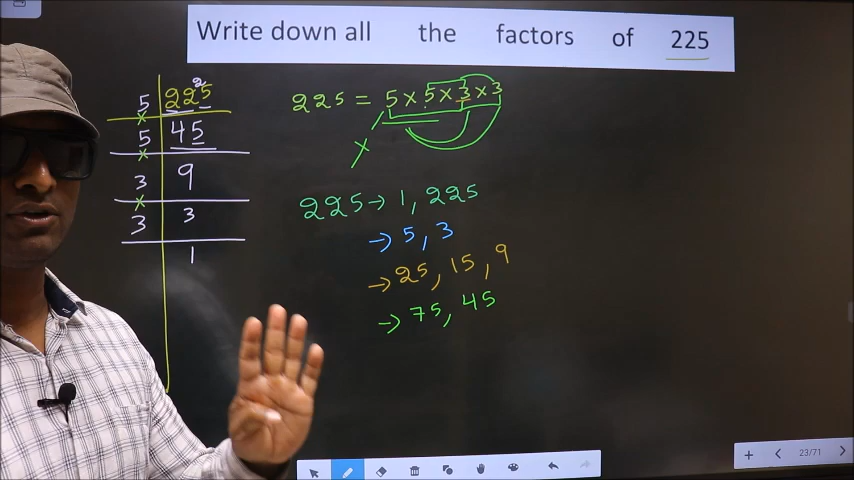 Write down all the factors of 225
5 225 2
5 45
3 9
3 3
1
225 = 5 × 5 × 3 × 3
×
225 → 1, 225
→ 5, 3
→ 25, 15, 9
→ 75, 45
23/71